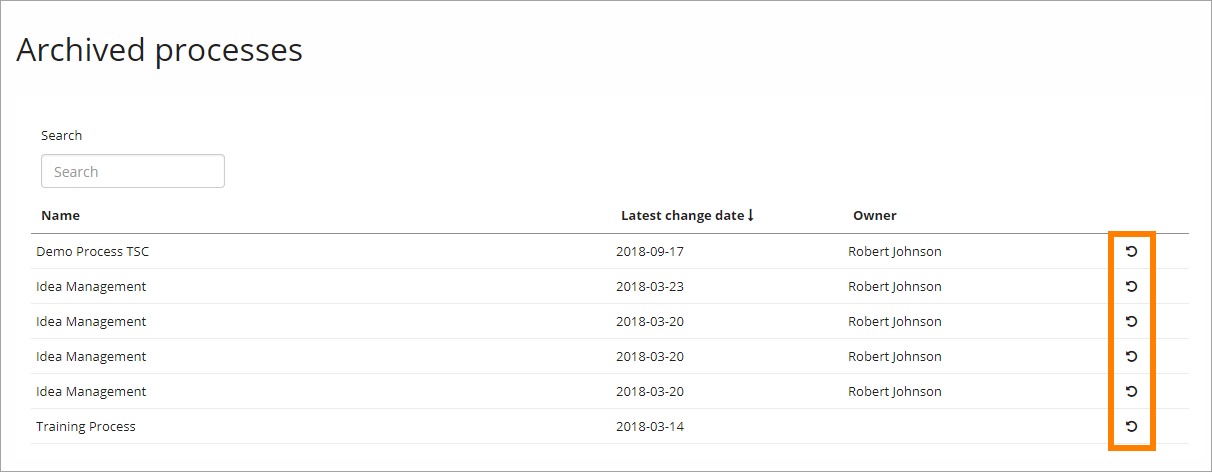 Archived processes
Search
Search
Name Latest change date Owner
Demo Process TSC 2018-09-17 Robert Johnson
Idea Management 2018-03-23 Robert Johnson
Idea Management 2018-03-20 Robert Johnson
Idea Management 2018-03-20 Robert Johnson
Idea Management 2018-03-20 Robert Johnson
Training Process 2018-03-14